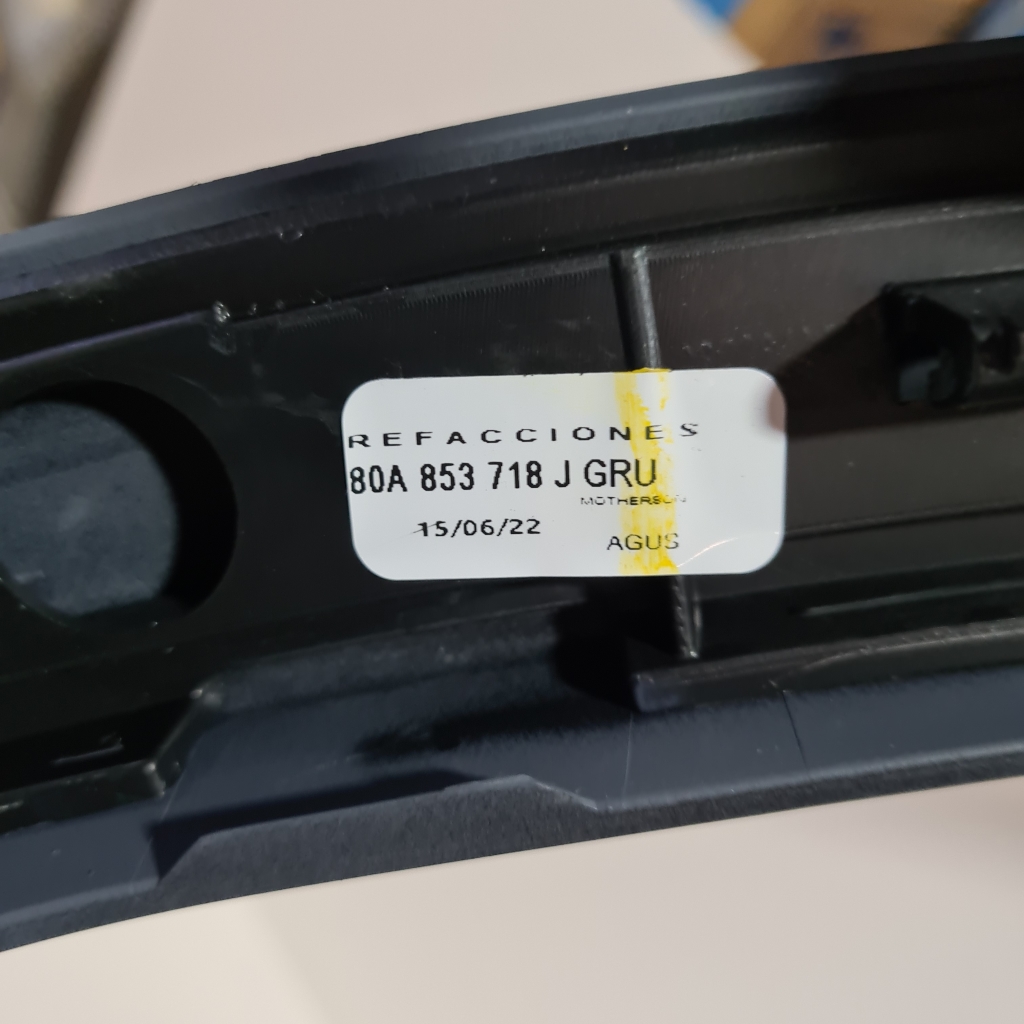 REFACCIONES
80A 853 718 J GRU
MOTHERSON
15/06/22
AGUS